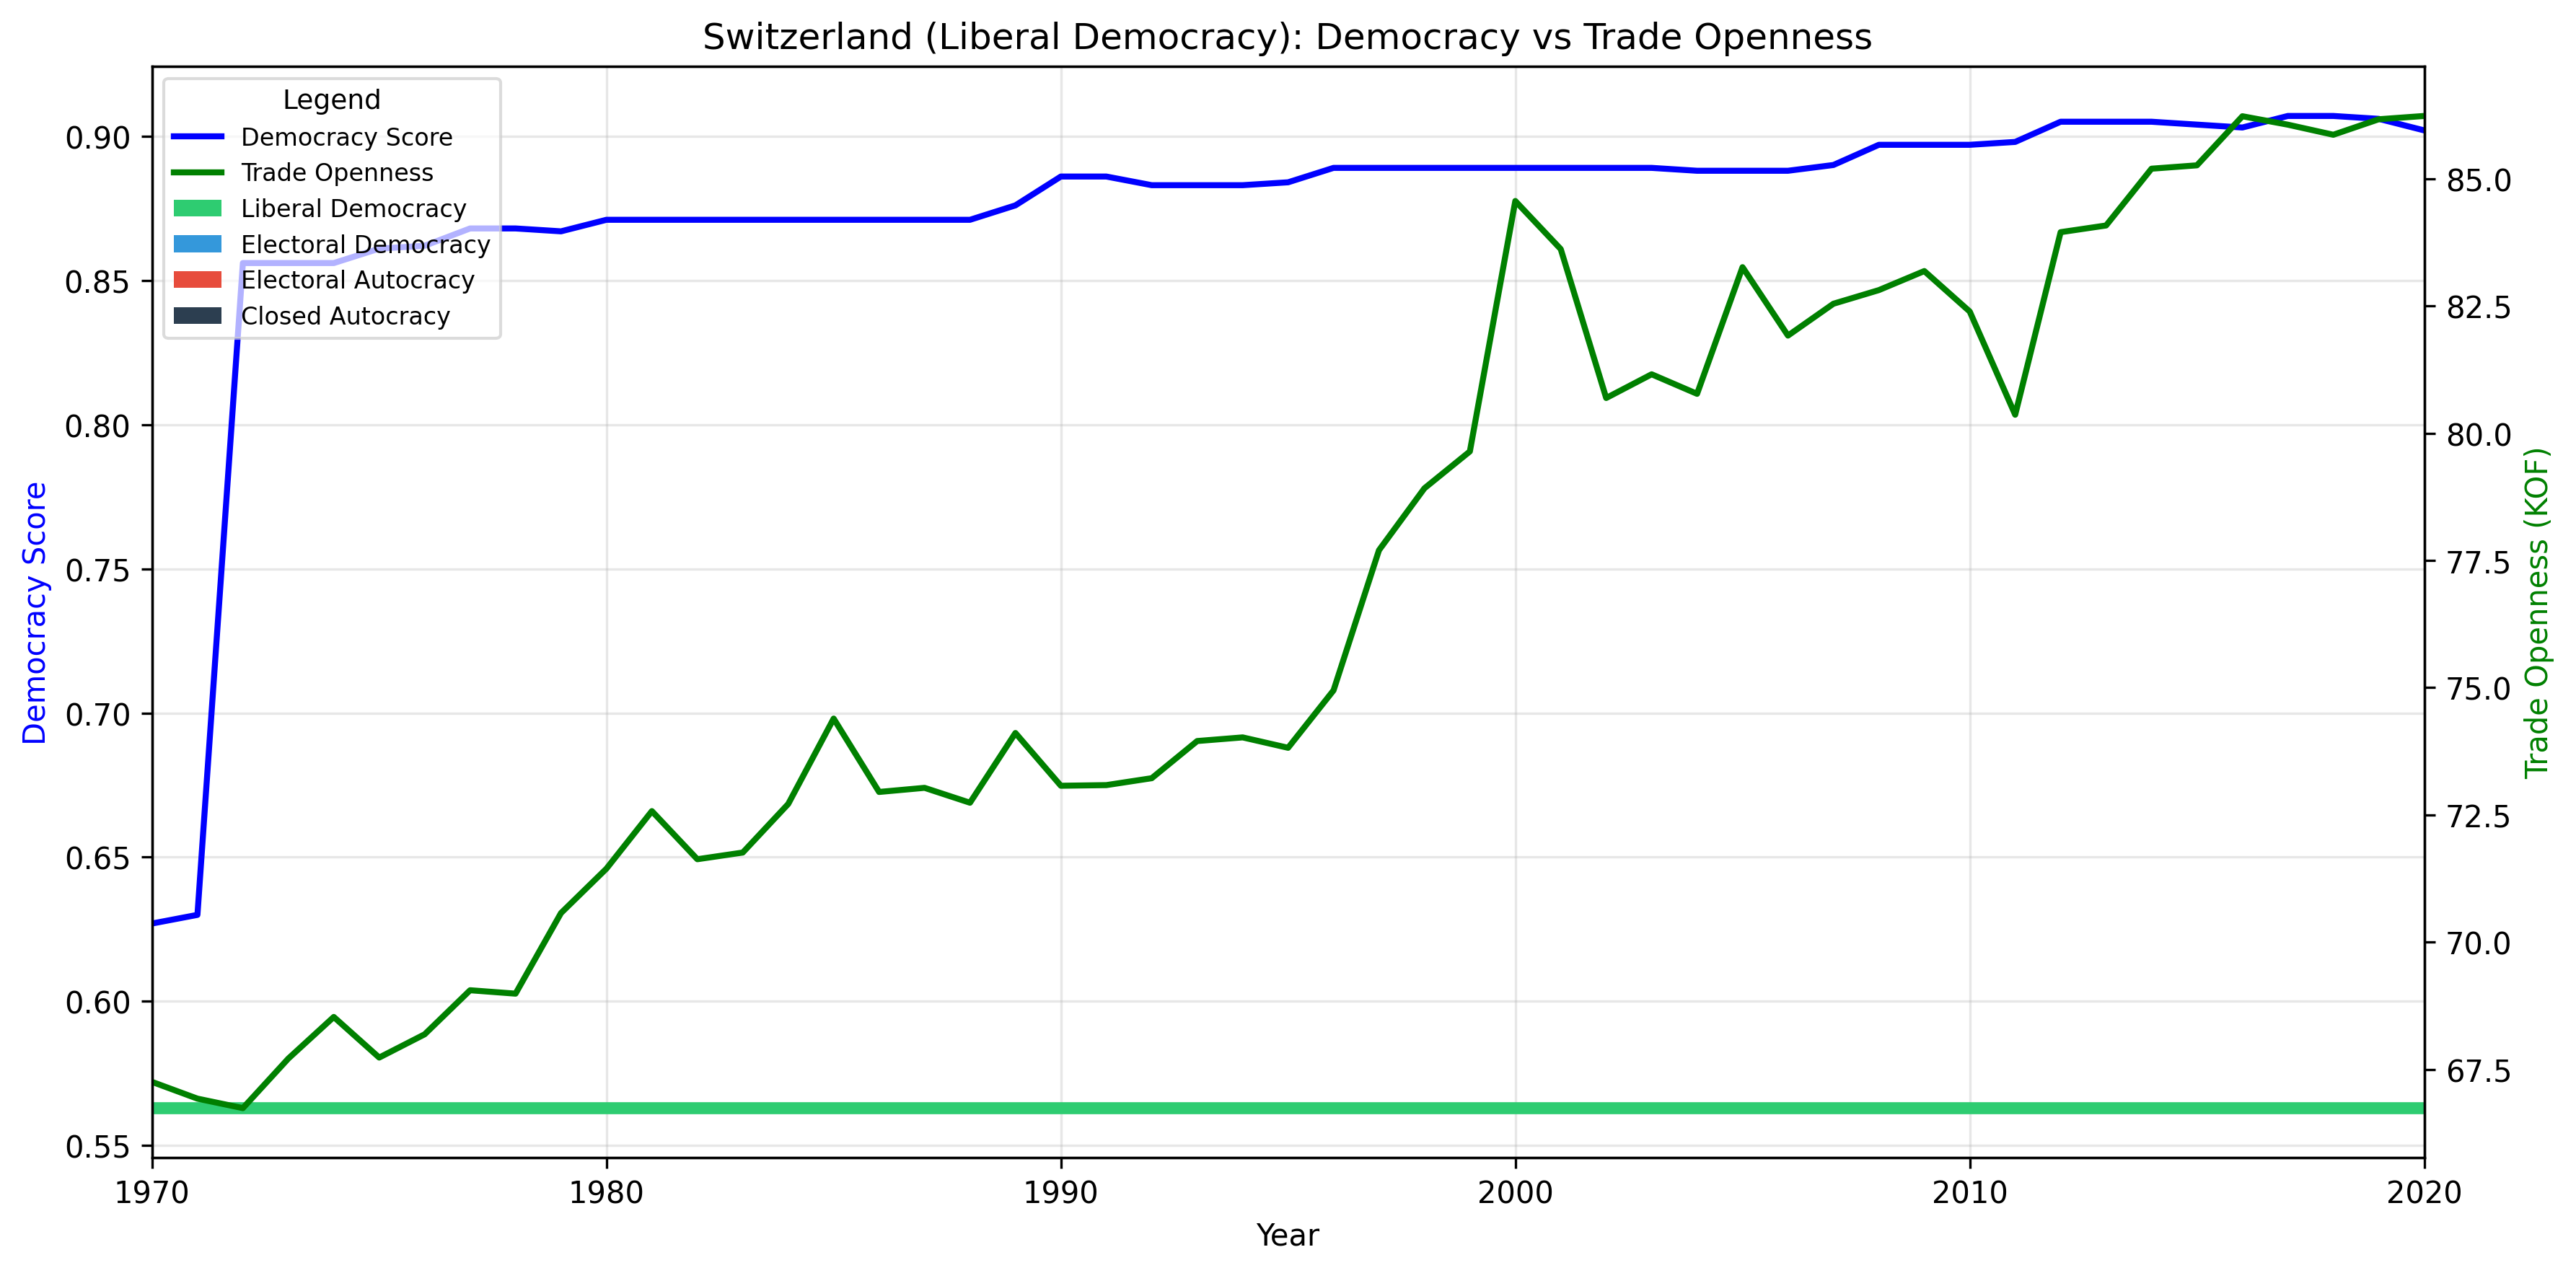 Switzerland (Liberal Democracy): Democracy vs Trade Openness
Legend
Democracy Score
Trade Openness
Liberal Democracy
Electoral Democracy
Electoral Autocracy
Closed Autocracy
0.90
0.85
0.80
0.75
0.70
0.65
0.60
0.55
Democracy Score
85.0
82.5
80.0
77.5
75.0
72.5
70.0
67.5
Trade Openness (KOF)
1970 1980 1990 2000 2010 2020
Year